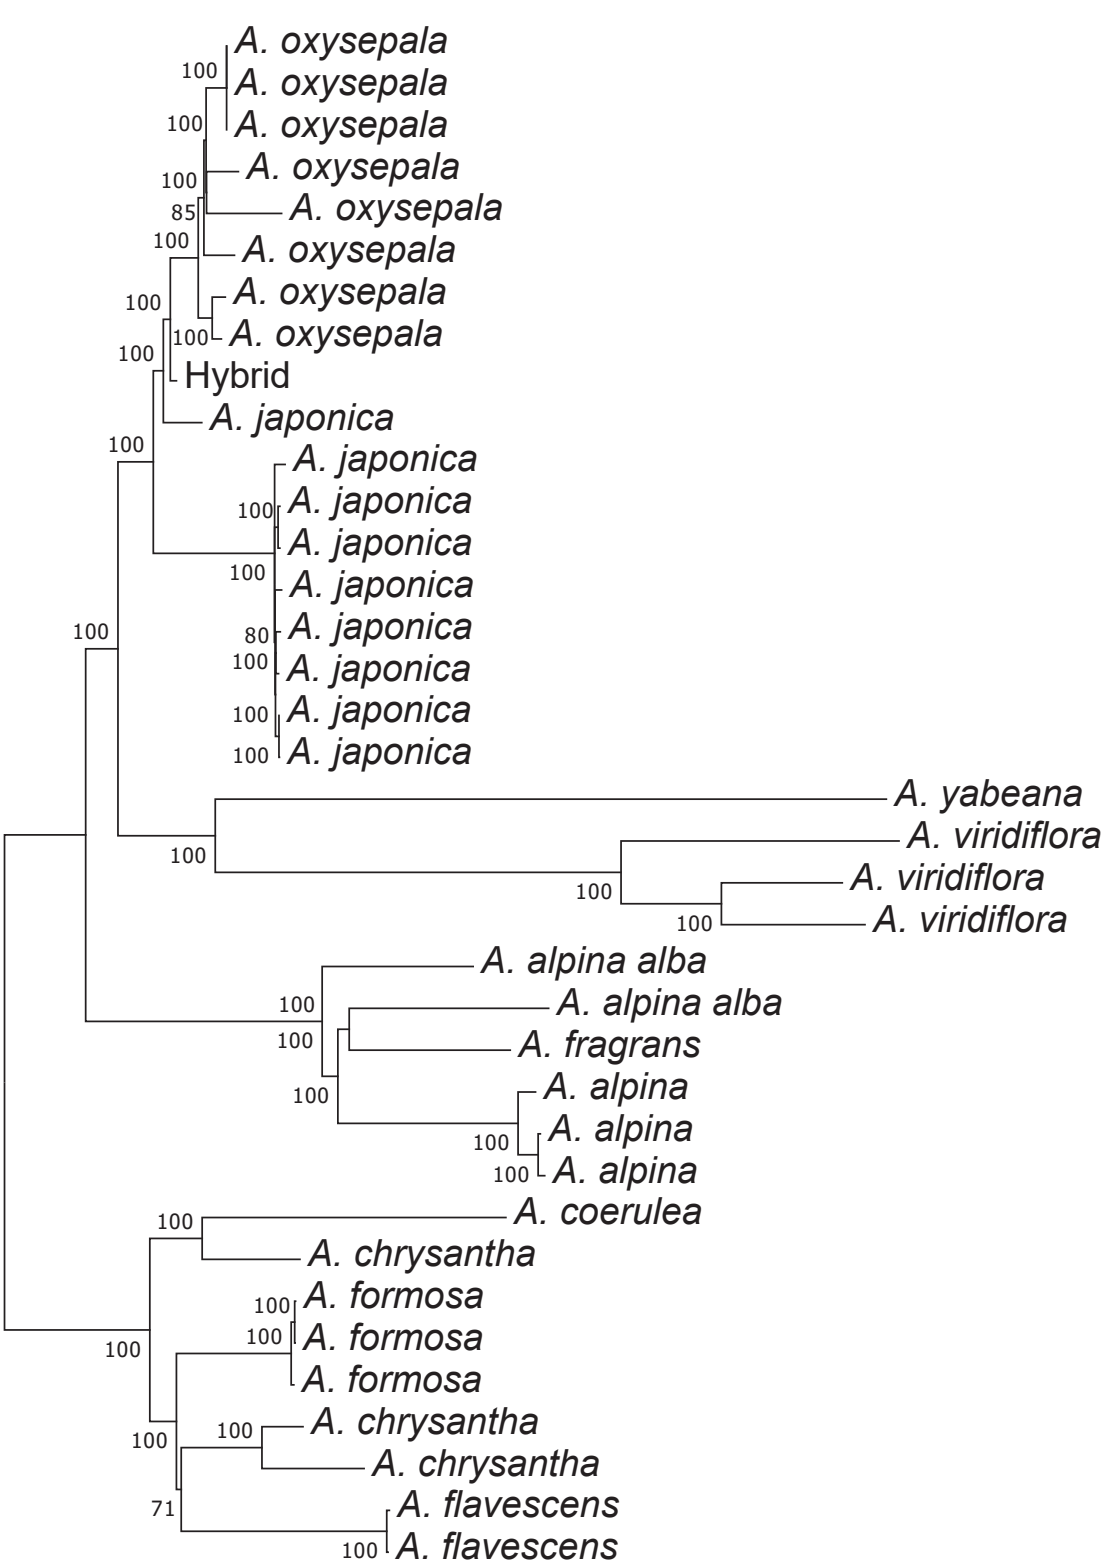 A. oxysepala
100
A. oxysepala
100
A. oxysepala
A. oxysepala
100
85
A. oxysepala
100
A. oxysepala
A. oxysepala
100
100
A. oxysepala
100
Hybrid
A. japonica
100
A. japonica
A. japonica
100
A. japonica
100
A. japonica
A. japonica
80
100
A. japonica
100
A. japonica
100
A. japonica
100
A. yabeana
A. viridiflora
100
A. viridiflora
100
A. viridiflora
100
A. alpina alba
100
A. alpina alba
100
A. fragrans
A. alpina
100
A. alpina
100
A. alpina
100
A. coerulea
100
A. chrysantha
A. formosa
100
A. formosa
100
100
A. formosa
A. chrysantha
100
100
A. chrysantha
A. flavescens
71
A. flavescens
100